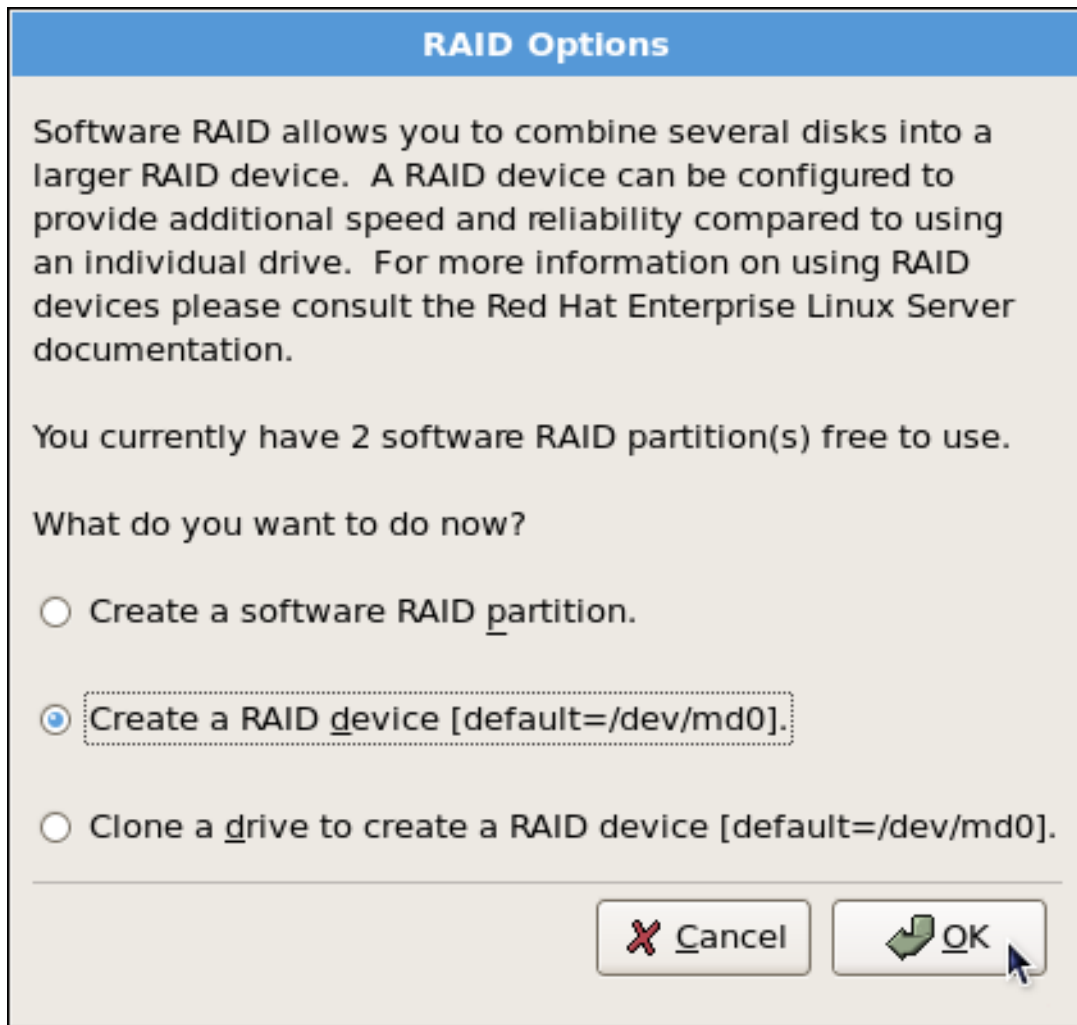 RAID Options
Software RAID allows you to combine several disks into a
larger RAID device.  A RAID device can be configured to
provide additional speed and reliability compared to using
an individual drive.  For more information on using RAID
devices please consult the Red Hat Enterprise Linux Server
documentation.
You currently have 2 software RAID partition(s) free to use.
What do you want to do now?
Create a software RAID partition.
Create a RAID device [default=/dev/md0].
Clone a drive to create a RAID device [default=/dev/md0].
Cancel
OK